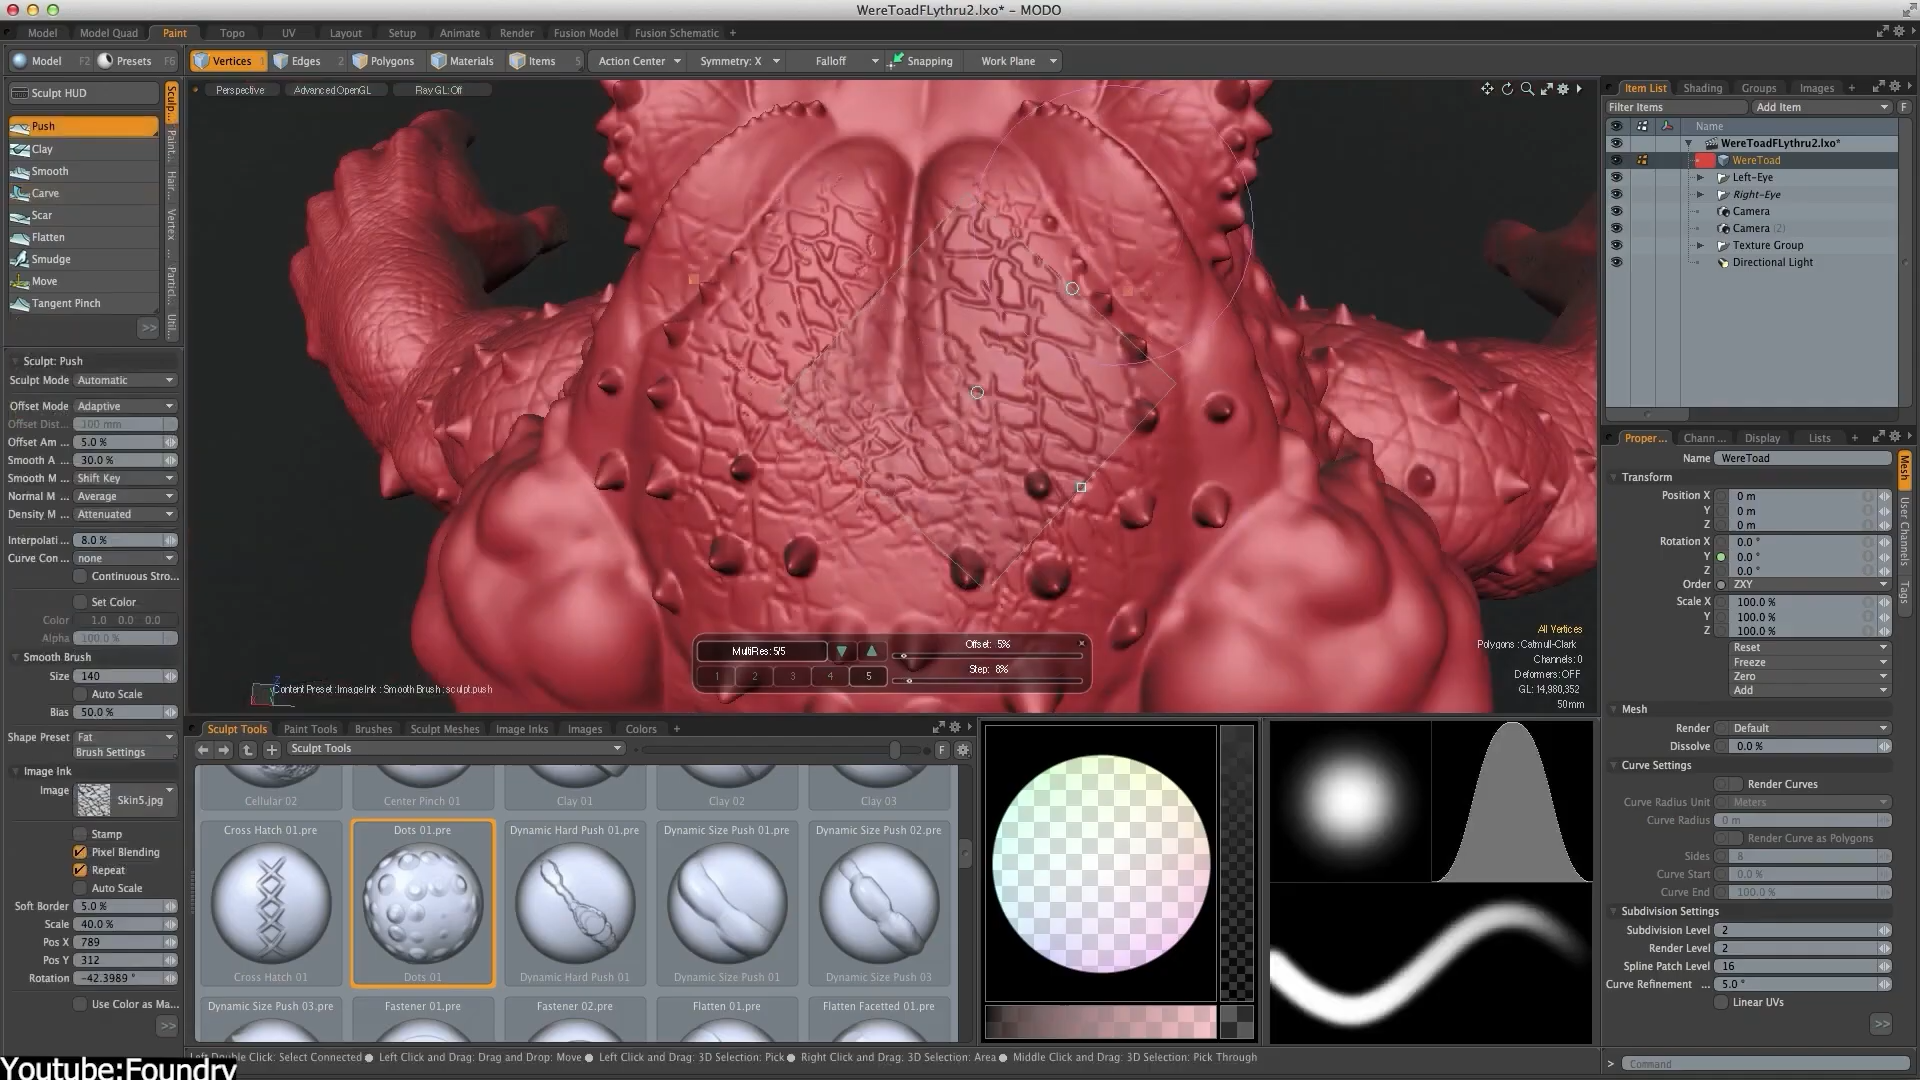 WereToadFLythru2.lxo* - MODO
Model Model Quad Paint Topo UV Layout Setup Animate Render Fusion Model Fusion Schematic +
Model F2 Presets F6 Vertices 1 Edges 2 Polygons Materials Items 5 Action Center Symmetry: X Falloff Snapping Work Plane
Sculpt HUD
Push
Clay
Smooth
Carve
Scar
Flatten
Smudge
Move
Tangent Pinch
>>
Sculp...
Paint...
Hair...
Vertex ...
Particl...
Util...
Sculpt: Push
Sculpt Mode Automatic
Offset Mode Adaptive
Offset Dist... 100 mm
Offset Am ... 5.0 %
Smooth A ... 30.0 %
Smooth M ... Shift Key
Normal M ... Average
Density M ... Attenuated
Interpolati ... 8.0 %
Curve Con ... none
Continuous Stro...
Set Color
Color 1.0 0.0 0.0
Alpha 100.0 %
Smooth Brush
Size 140
Auto Scale
Bias 50.0 %
Shape Preset Fat
Brush Settings
Image Ink
Image Skin5.jpg
Stamp
Pixel Blending
Repeat
Auto Scale
Soft Border 5.0 %
Scale 40.0 %
Pos X 789
Pos Y 312
Rotation -42.3989 °
Use Color as Ma...
>>
Perspective Advanced OpenGL Ray GL: Off
MultiRes: 5/5
1 2 3 4 5
Offset: 5%
Step: 8%
Content Preset : Image Ink : Smooth Brush : sculpt.push
All Vertices
Polygons : Catmull-Clark
Channels: 0
Deformers: OFF
GL: 14,980,352
50mm
Sculpt Tools Paint Tools Brushes Sculpt Meshes Image Inks Images Colors +
Sculpt Tools F
Cellular 02 Center Pinch 01 Clay 01 Clay 02 Clay 03
Cross Hatch 01.pre Dots 01.pre Dynamic Hard Push 01.pre Dynamic Size Push 01.pre Dynamic Size Push 02.pre
Cross Hatch 01 Dots 01 Dynamic Hard Push 01 Dynamic Size Push 01 Dynamic Size Push 03
Dynamic Size Push 03.pre Fastener 01.pre Fastener 02.pre Flatten 01.pre Flatten Facetted 01.pre
Left Double Click: Select Connected ● Left Click and Drag: Drag and Drop: Move ● Left Click and Drag: 3D Selection: Pick ● Right Click and Drag: 3D Selection: Area ● Middle Click and Drag: 3D Selection: Pick Through
Item List Shading Groups Images +
Filter Items Add Item F
Name
WereToadFLythru2.lxo*
WereToad
Left-Eye
Right-Eye
Camera
Camera (2)
Texture Group
Directional Light
Proper ... Chann ... Display Lists +
Name WereToad
Transform
Position X 0 m
Y 0 m
Z 0 m
Rotation X 0.0 °
Y 0.0 °
Z 0.0 °
Order ZXY
Scale X 100.0 %
Y 100.0 %
Z 100.0 %
Reset
Freeze
Zero
Add
Mesh
Render Default
Dissolve 0.0 %
Curve Settings
Render Curves
Curve Radius Unit Meters
Curve Radius 0 m
Render Curve as Polygons
Sides 8
Curve Start 0.0 %
Curve End 100.0 %
Subdivision Settings
Subdivision Level 2
Render Level 2
Spline Patch Level 16
Curve Refinement ... 5.0 °
Linear UVs
>>
Mesh
User Channels
Tags
> Command
Youtube:Foundry